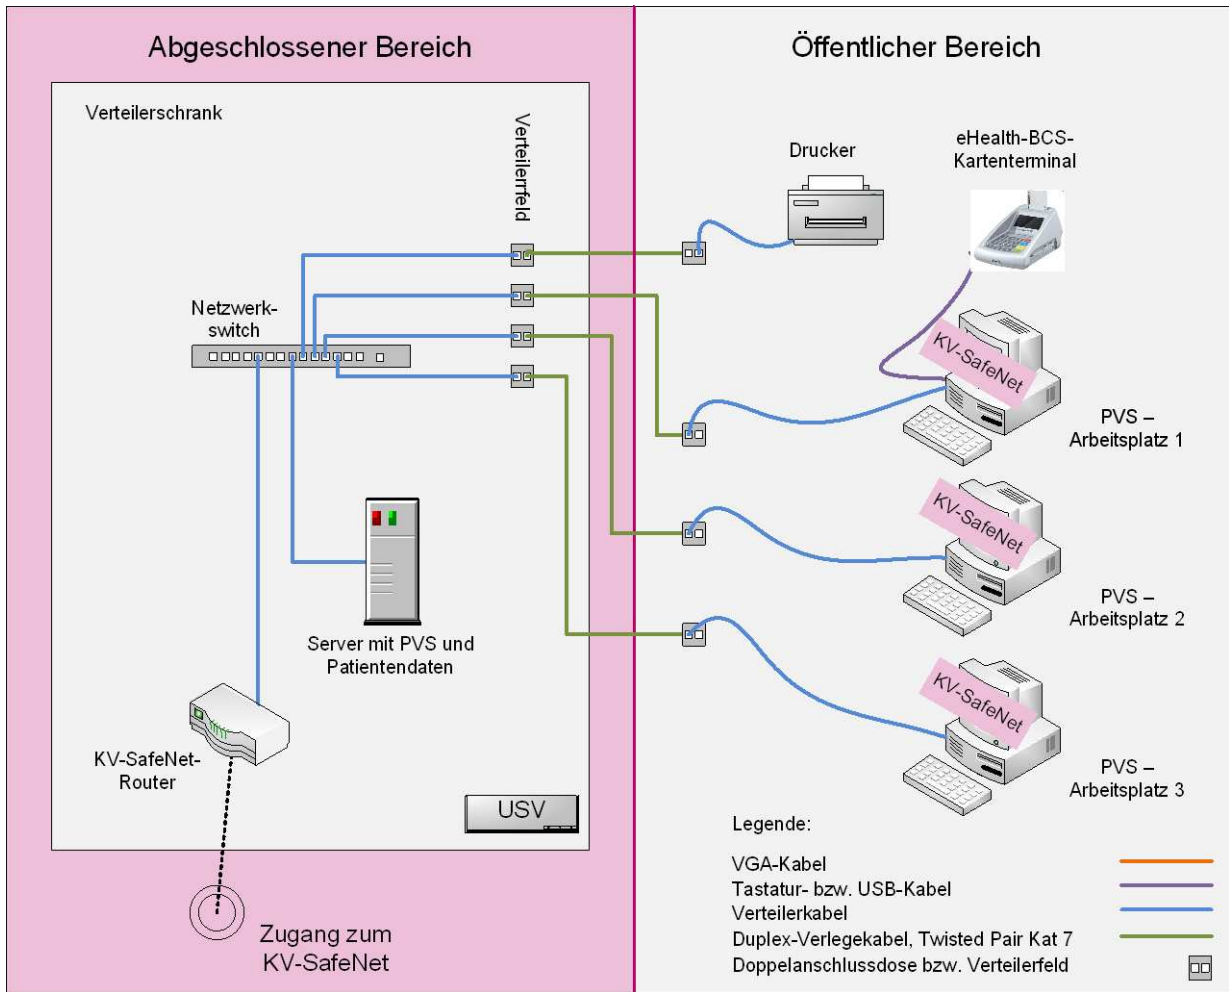 Abgeschlossener Bereich
Öffentlicher Bereich
Verteilerschrank
Verteilerrfeld
Drucker
eHealth-BCS-
Kartenterminal
Netzwerk-
switch
KV-SafeNet
PVS –
Arbeitsplatz 1
KV-SafeNet
PVS –
Arbeitsplatz 2
Server mit PVS und
Patientendaten
KV-SafeNet
PVS –
Arbeitsplatz 3
KV-SafeNet-
Router
USV
Zugang zum
KV-SafeNet
Legende:
VGA-Kabel
Tastatur- bzw. USB-Kabel
Verteilerkabel
Duplex-Verlegekabel, Twisted Pair Kat 7
Doppelanschlussdose bzw. Verteilerfeld